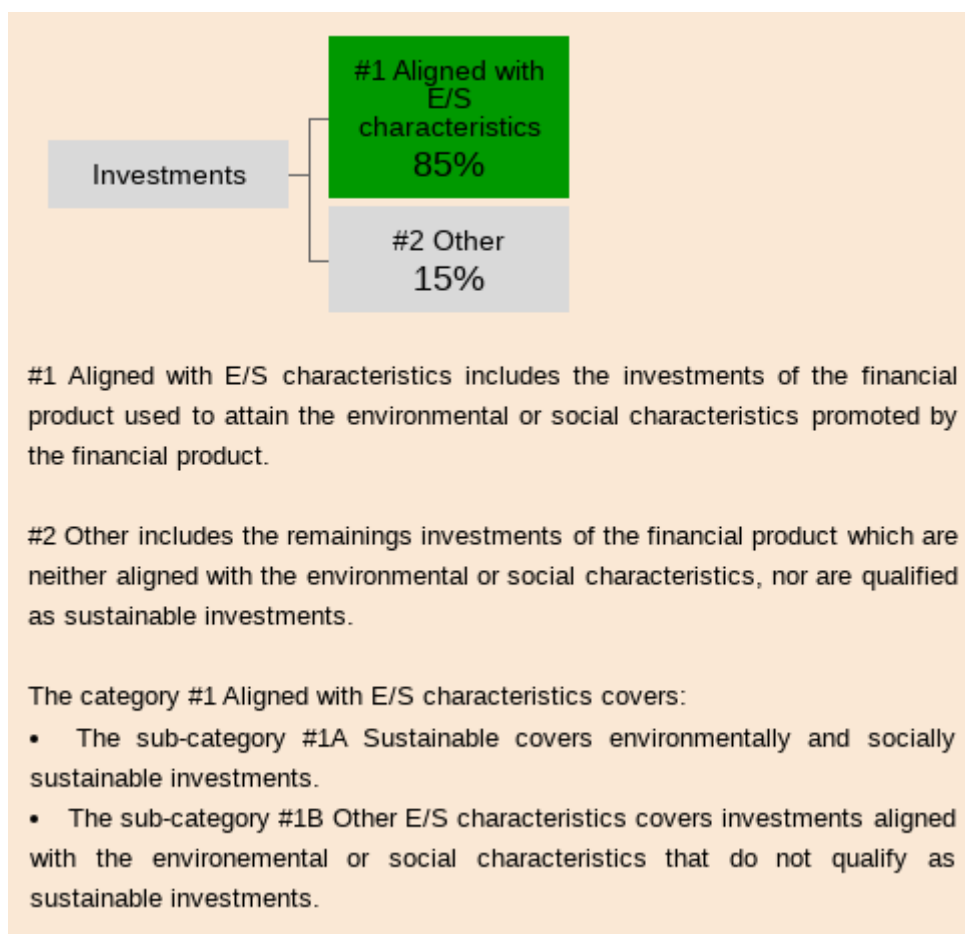 #1 Aligned with
E/S
characteristics
85%
Investments
#2 Other
15%
#1 Aligned with E/S characteristics includes the investments of the financial
product used to attain the environmental or social characteristics promoted by
the financial product.
#2 Other includes the remainings investments of the financial product which are
neither aligned with the environmental or social characteristics, nor are qualified
as sustainable investments.
The category #1 Aligned with E/S characteristics covers:
• The sub-category #1A Sustainable covers environmentally and socially
sustainable investments.
• The sub-category #1B Other E/S characteristics covers investments aligned
with the environemental or social characteristics that do not qualify as
sustainable investments.